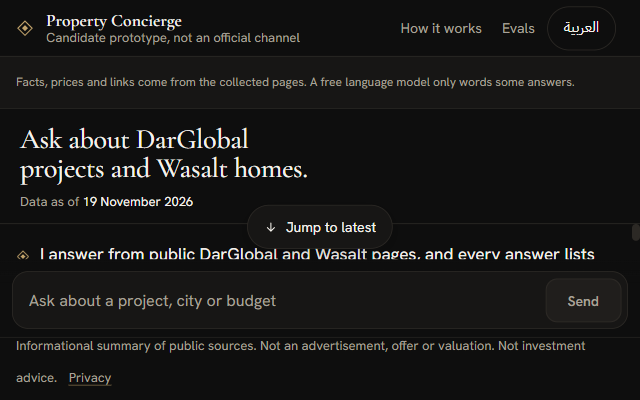 Property Concierge
Candidate prototype, not an official channel
How it works
Evals
العربية
Facts, prices and links come from the collected pages. A free language model only words some answers.
Ask about DarGlobal
projects and Wasalt homes.
Data as of 19 November 2026
↓ Jump to latest
I answer from public DarGlobal and Wasalt pages, and every answer lists
Ask about a project, city or budget
Send
Informational summary of public sources. Not an advertisement, offer or valuation. Not investment
advice. Privacy